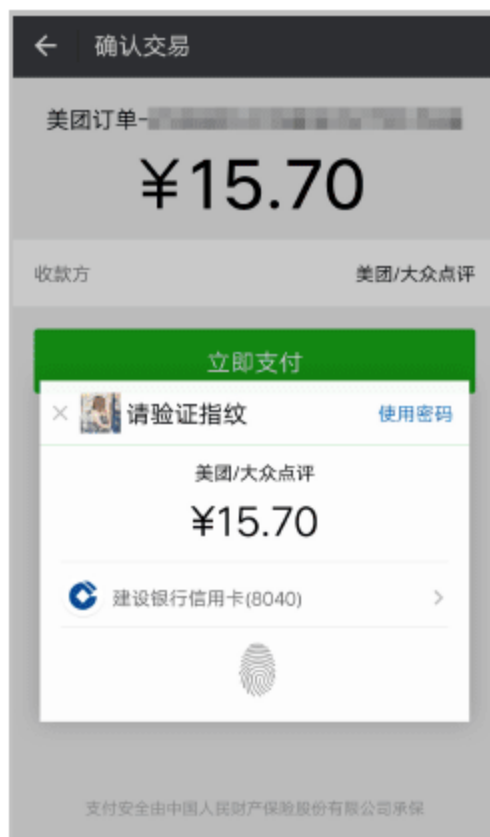 确认交易
美团订单-
¥15.70
收款方 美团/大众点评
立即支付
请验证指纹 使用密码
美团/大众点评
¥15.70
建设银行信用卡(8040)
支付安全由中国人民财产保险股份有限公司承保